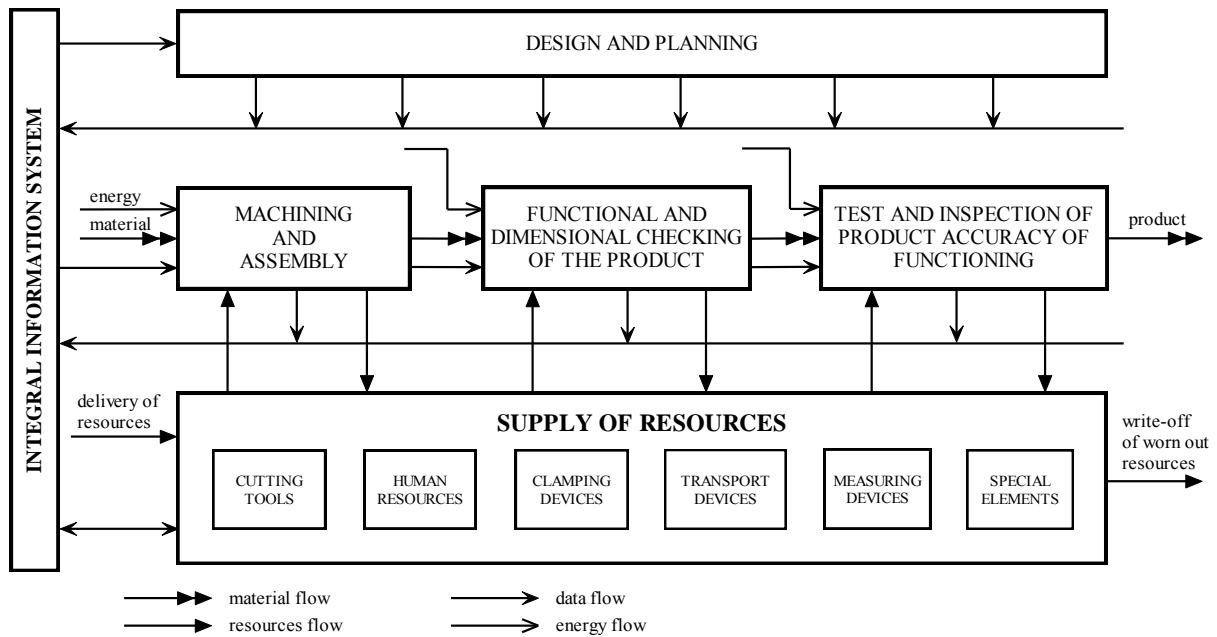 INTEGRAL INFORMATION SYSTEM
DESIGN AND PLANNING
energy
material
MACHINING
AND
ASSEMBLY
FUNCTIONAL AND
DIMENSIONAL CHECKING
OF THE PRODUCT
TEST AND INSPECTION OF
PRODUCT ACCURACY OF
FUNCTIONING
product
delivery of
resources
SUPPLY OF RESOURCES
CUTTING
TOOLS
HUMAN
RESOURCES
CLAMPING
DEVICES
TRANSPORT
DEVICES
MEASURING
DEVICES
SPECIAL
ELEMENTS
write-off
of worn out
resources
material flow
data flow
resources flow
energy flow